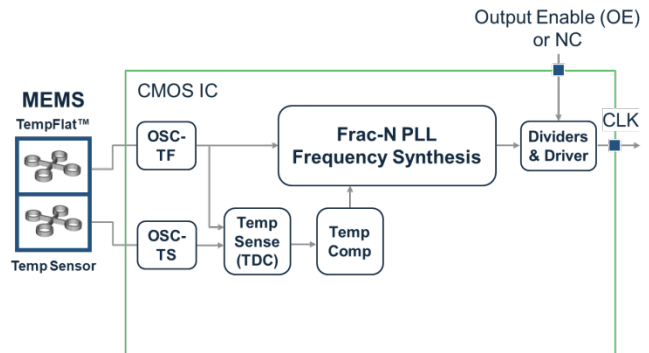 Output Enable (OE)
or NC
MEMS
TempFlat™
CMOS IC
CLK
OSC-
TF
Frac-N PLL
Frequency Synthesis
Dividers
& Driver
OSC-
TS
Temp
Sense
(TDC)
Temp
Comp
Temp Sensor